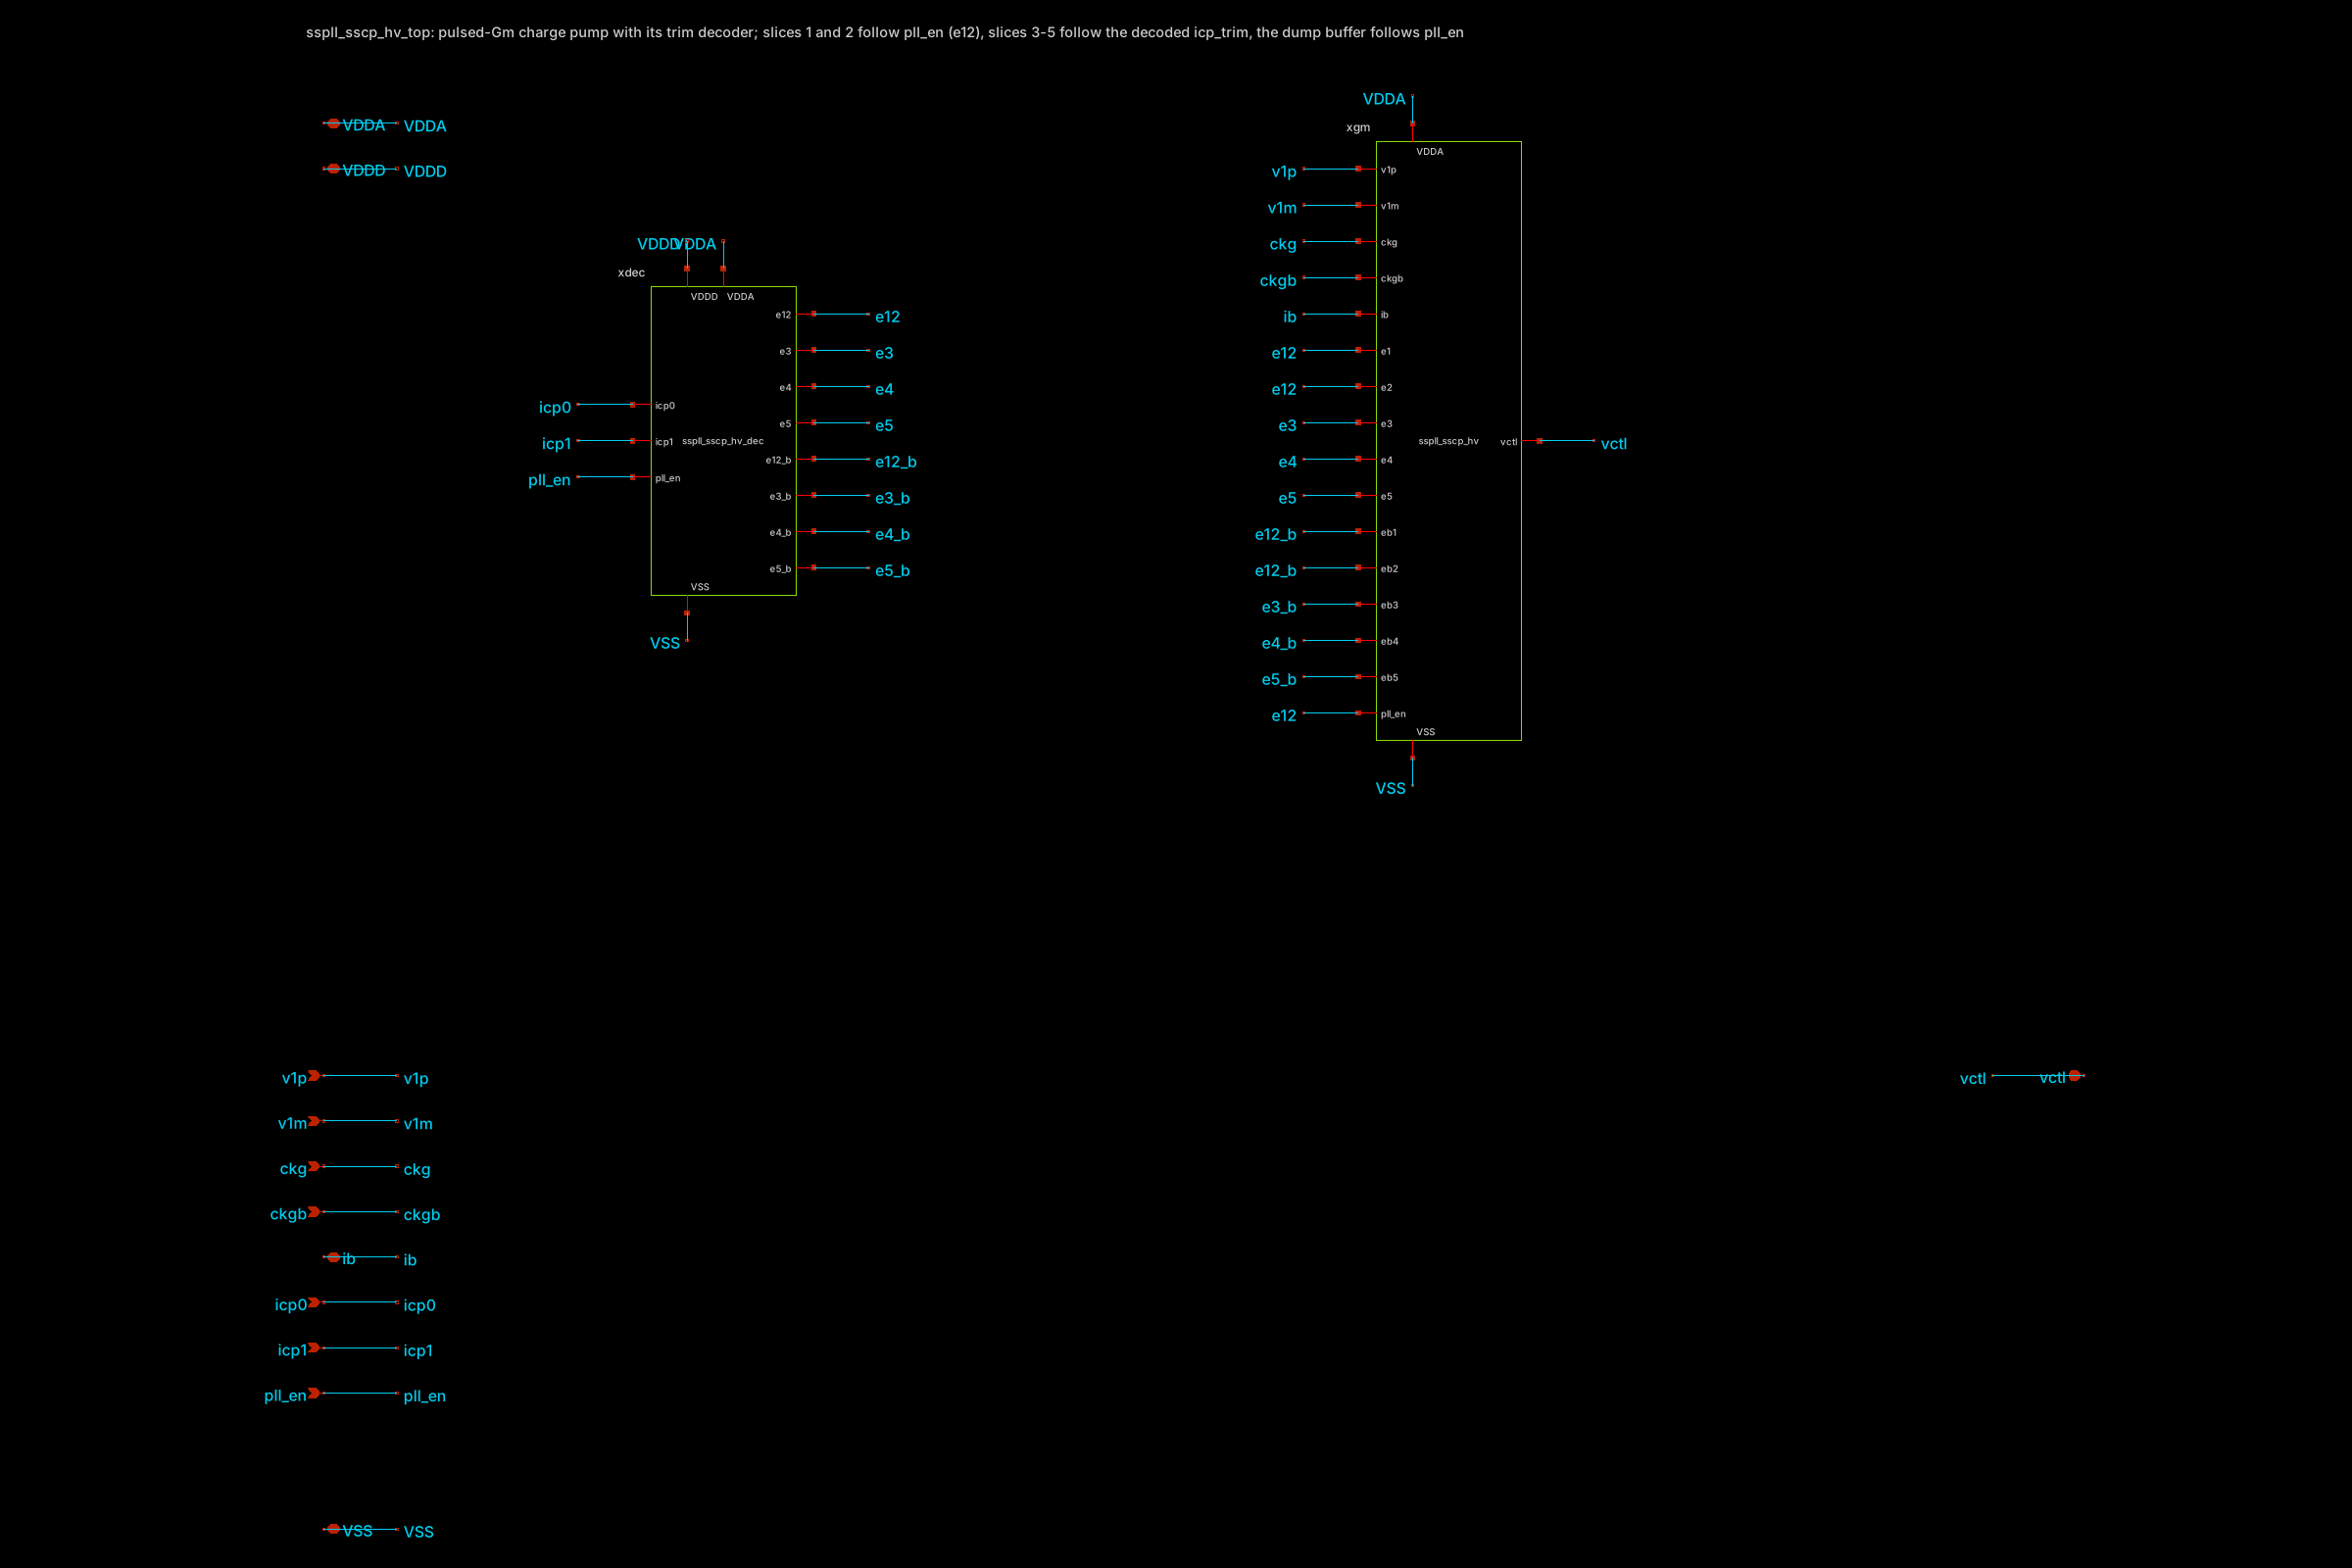 sspll_sscp_hv_top: pulsed-Gm charge pump with its trim decoder; slices 1 and 2 follow pll_en (e12), slices 3-5 follow the decoded icp_trim, the dump buffer follows pll_en
VDDA VDDA
VDDD VDDD
VDDD VDDA
xdec
VDDD VDDA
icp0 icp0
icp1 icp1
pll_en pll_en
sspll_sscp_hv_dec
e12 e12
e3 e3
e4 e4
e5 e5
e12_b e12_b
e3_b e3_b
e4_b e4_b
e5_b e5_b
VSS
VSS
VDDA
xgm
VDDA
v1p v1p
v1m v1m
ckg ckg
ckgb ckgb
ib ib
e12 e1
e12 e2
e3 e3
e4 e4
e5 e5
e12_b eb1
e12_b eb2
e3_b eb3
e4_b eb4
e5_b eb5
e12 pll_en
sspll_sscp_hv
vctl vctl
VSS
VSS
v1p v1p
v1m v1m
ckg ckg
ckgb ckgb
ib ib
icp0 icp0
icp1 icp1
pll_en pll_en
vctl vctl
VSS VSS